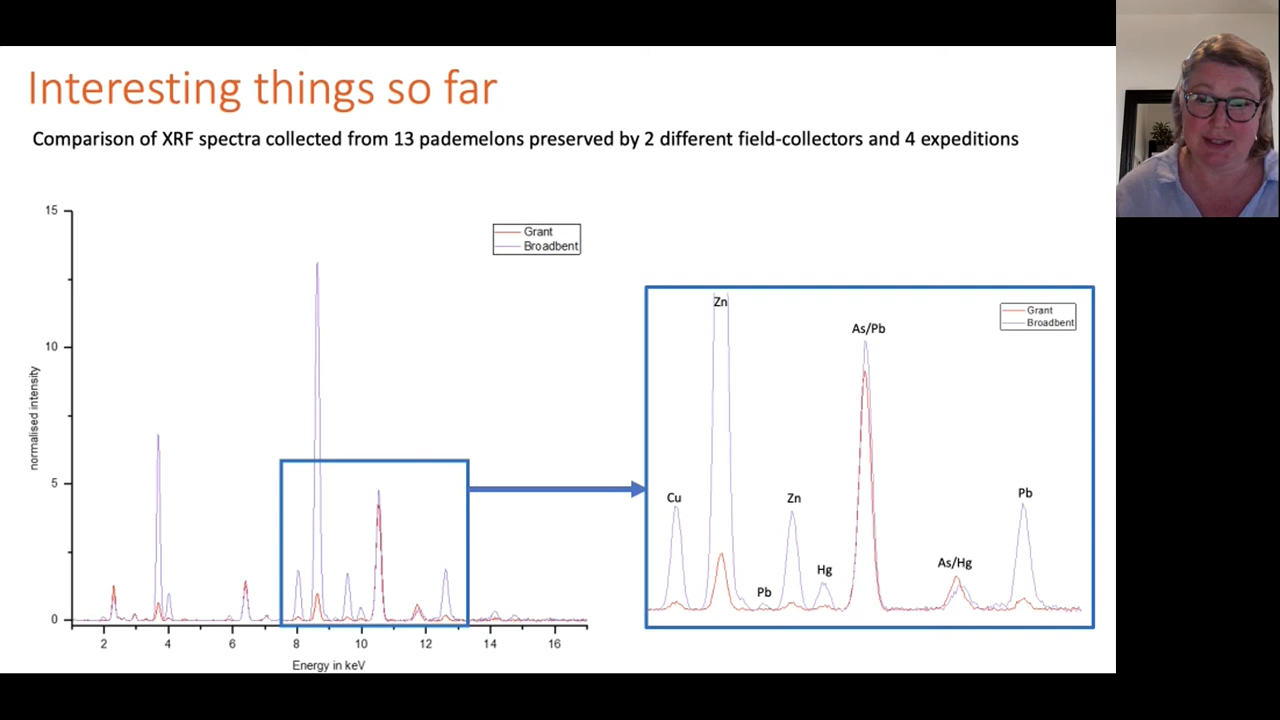 Interesting things so far
Comparison of XRF spectra collected from 13 pademelons preserved by 2 different field-collectors and 4 expeditions
15
10
5
0
normalised intensity
Grant
Broadbent
2 4 6 8 10 12 14 16
Energy in keV
Grant
Broadbent
Zn
As/Pb
Cu
Zn
Pb
Hg
As/Hg
Pb